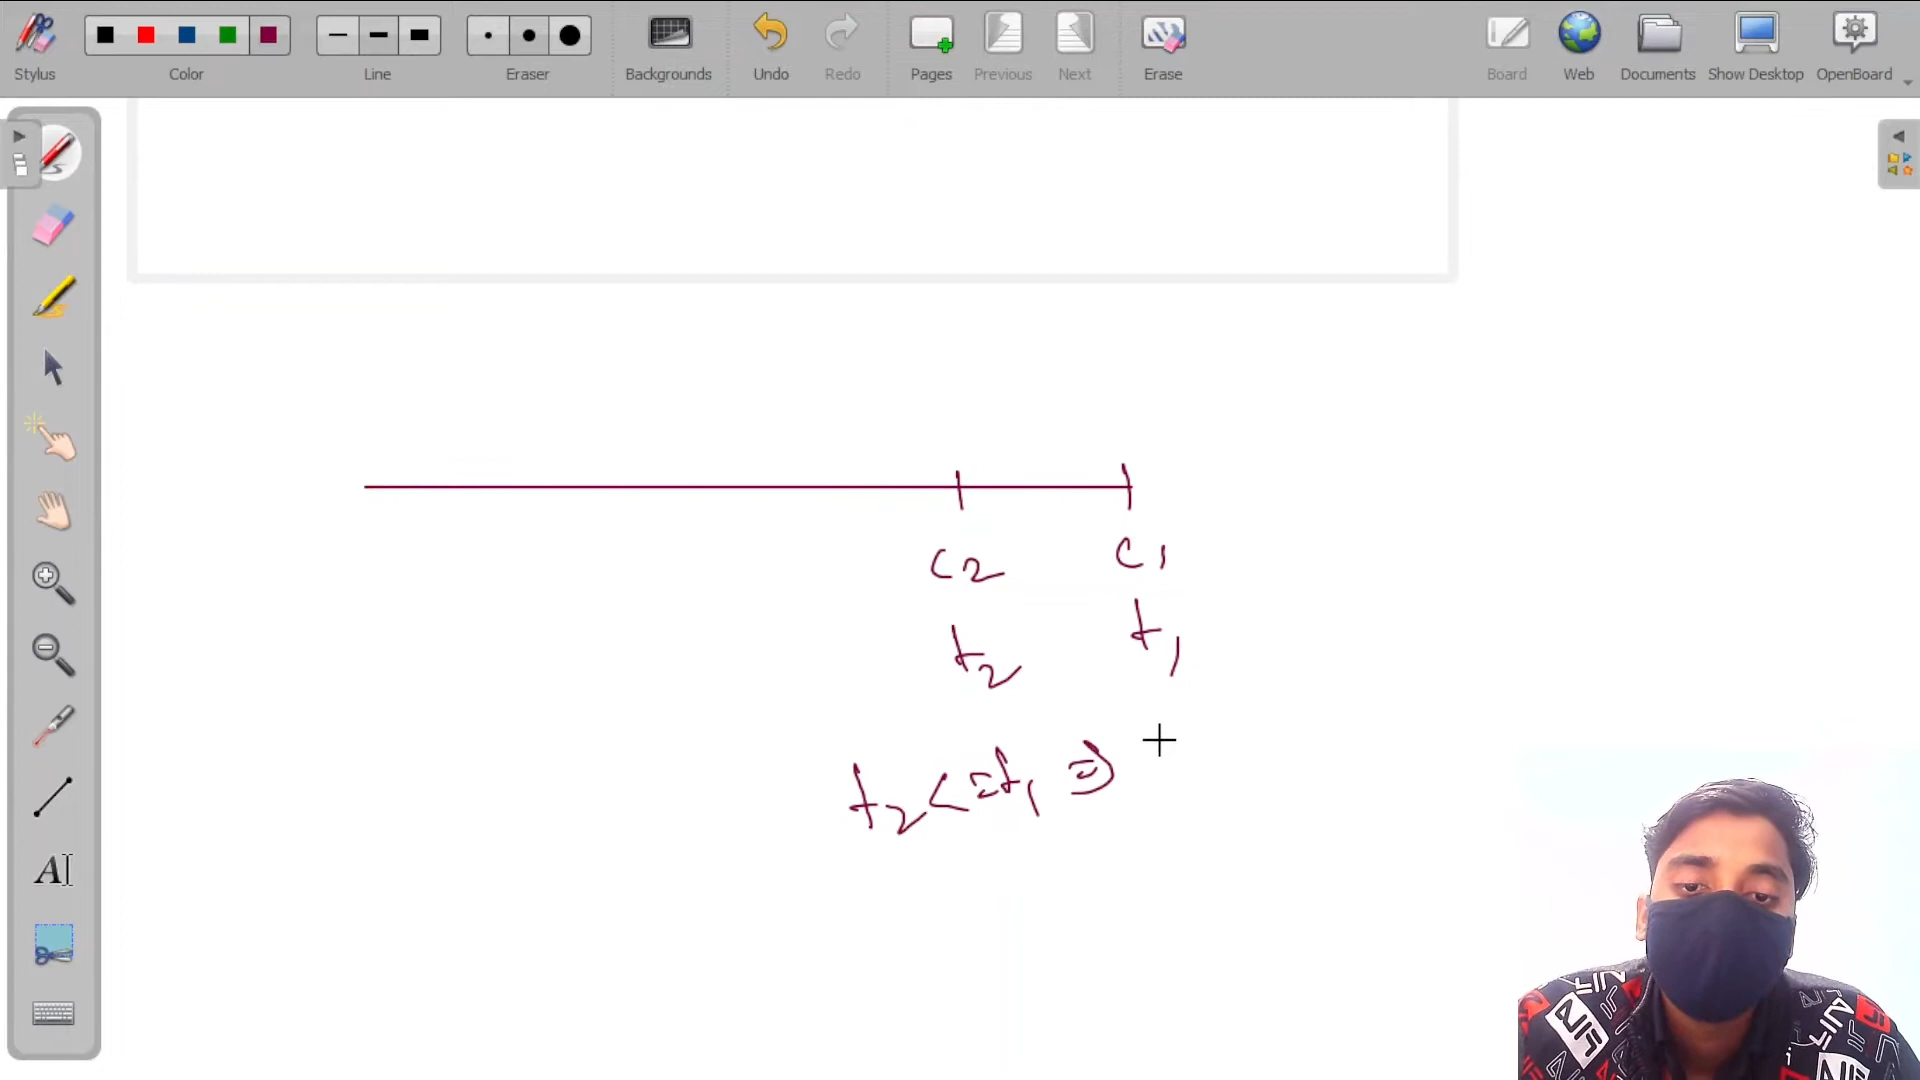 Stylus Color Line Eraser Backgrounds Undo Redo Pages Previous Next Erase Board Web Documents Show Desktop OpenBoard
c2 c1
t2 t1
t2 <= t1 =>
A